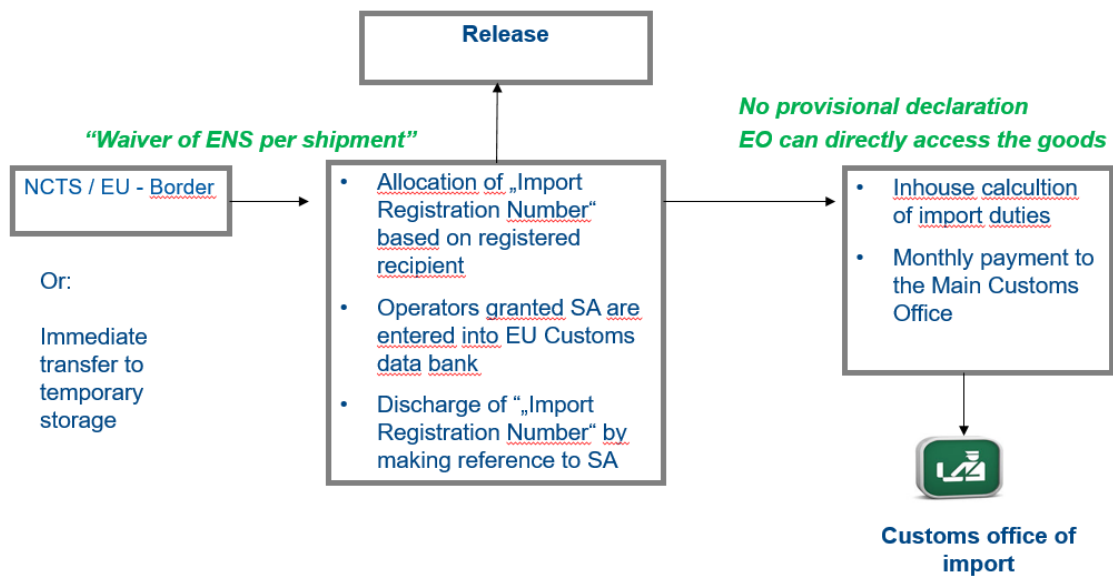 Release
“Waiver of ENS per shipment”
No provisional declaration
EO can directly access the goods
NCTS / EU - Border
Or:
Immediate
transfer to
temporary
storage
• Allocation of „Import
Registration Number“
based on registered
recipient
• Operators granted SA are
entered into EU Customs
data bank
• Discharge of “„Import
Registration Number“ by
making reference to SA
• Inhouse calcultion
of import duties
• Monthly payment to
the Main Customs
Office
Customs office of
import